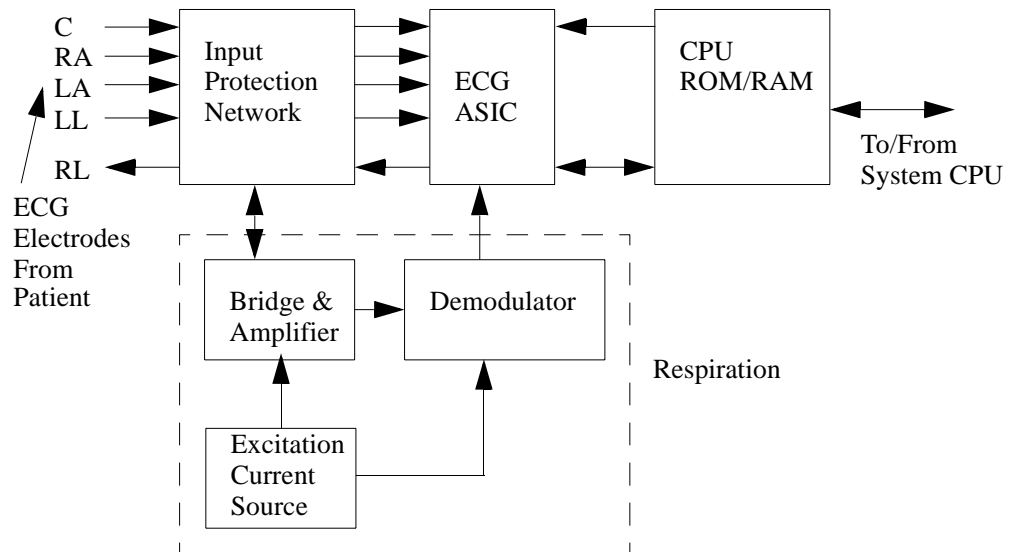 C
RA
LA
LL
RL
ECG
Electrodes
From
Patient
Input
Protection
Network
ECG
ASIC
CPU
ROM/RAM
To/From
System CPU
Bridge &
Amplifier
Demodulator
Respiration
Excitation
Current
Source